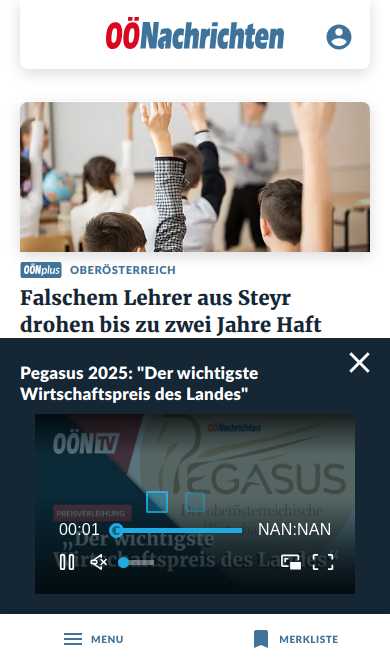 OÖNachrichten
OÖNplus OBERÖSTERREICH
Falschem Lehrer aus Steyr
drohen bis zu zwei Jahre Haft
Pegasus 2025: "Der wichtigste
Wirtschaftspreis des Landes"
OÖN TV
OÖNachrichten
PEGASUS
PREISVERLEIHUNG
Der oberösterreichische
00:01
NAN:NAN
„Der wichtigste
Wirtschaftspreis des Landes“
MENU
MERKLISTE